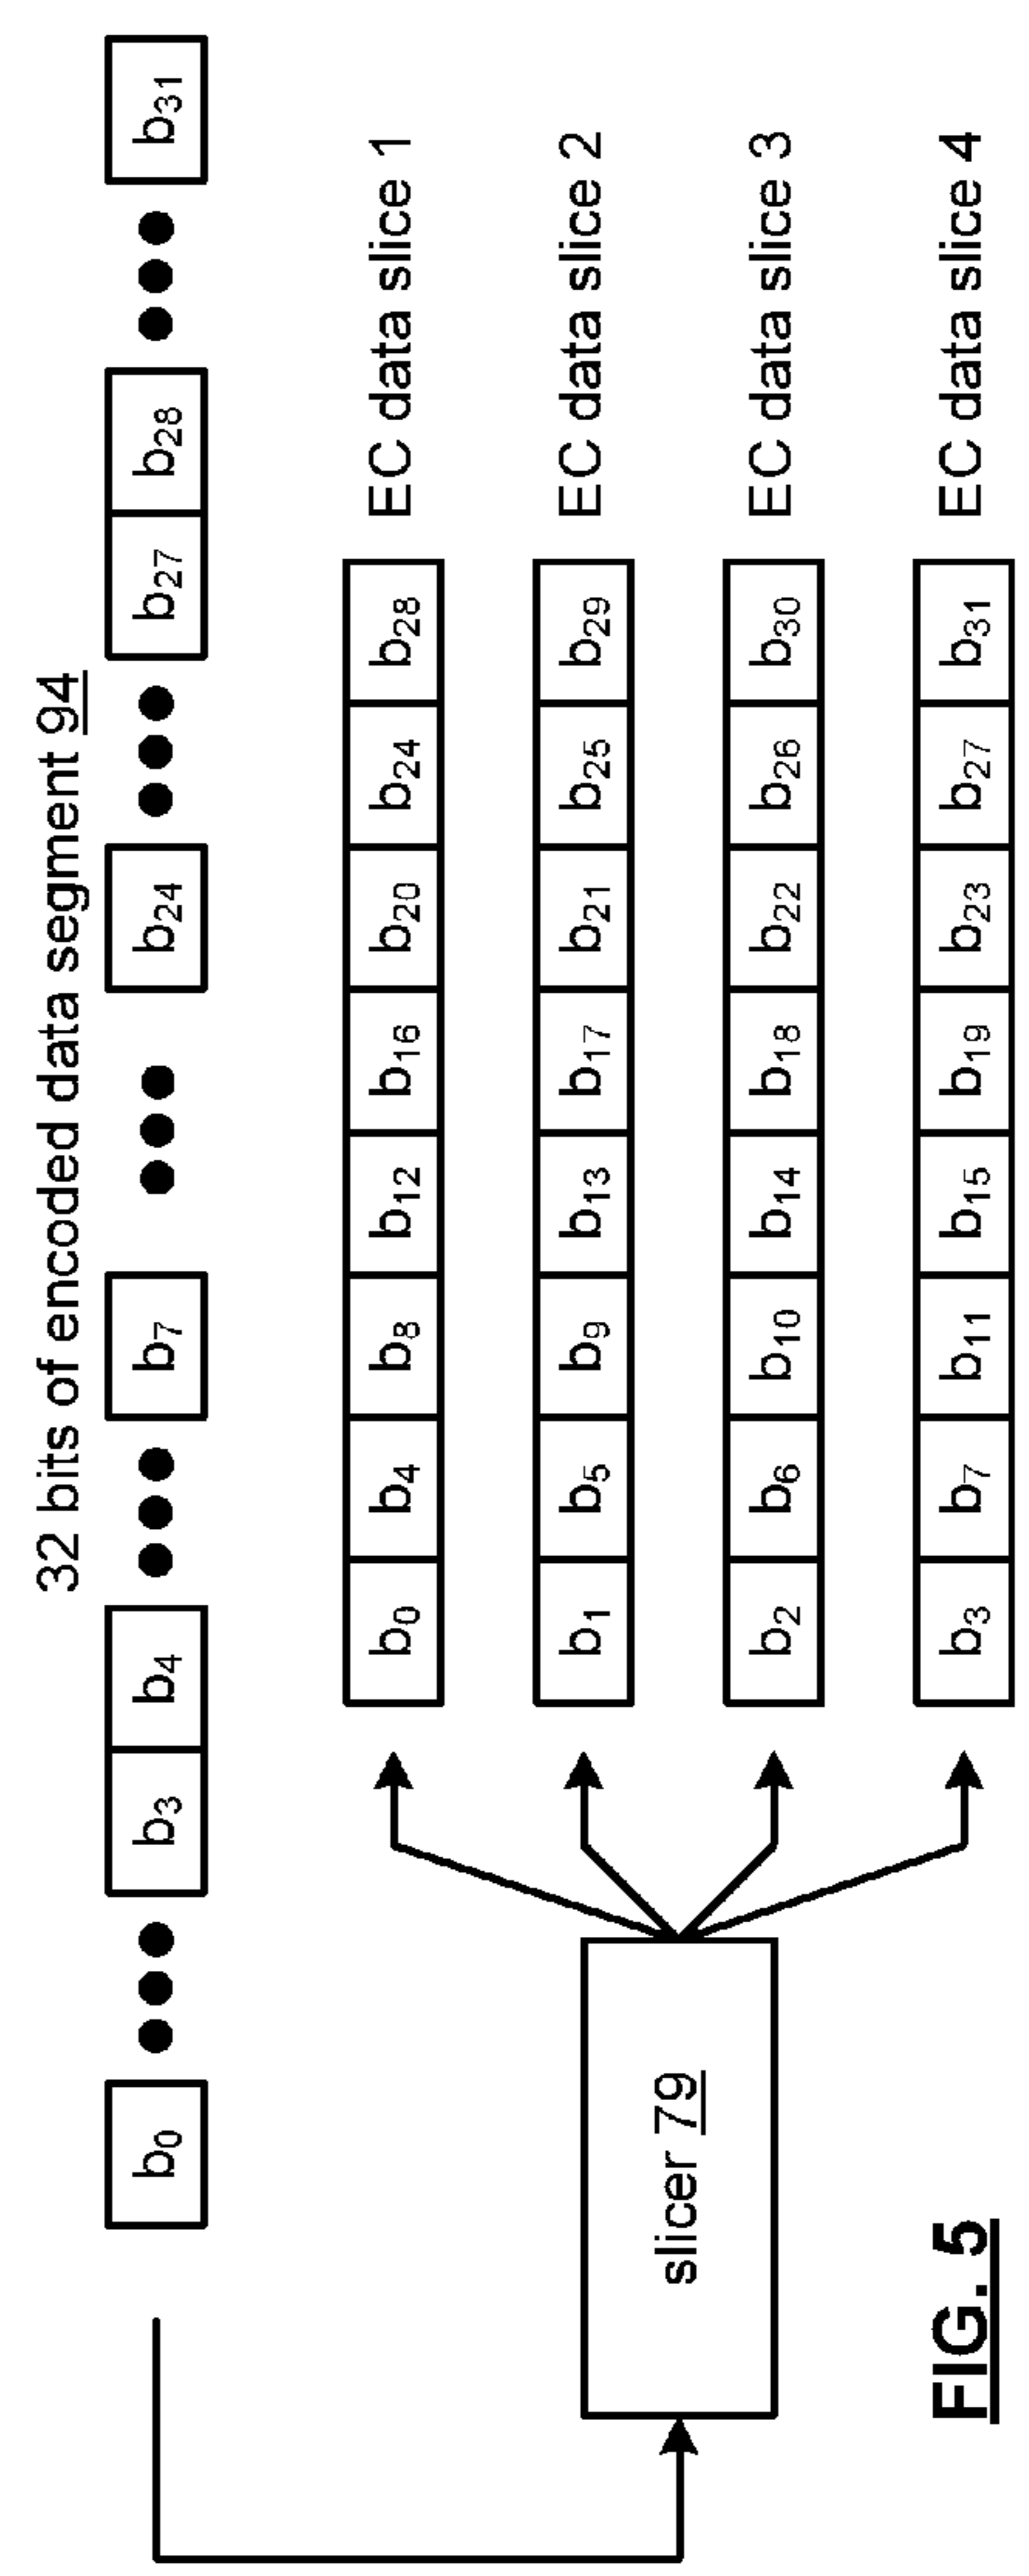 32 bits of encoded data segment 94
b0 ••• b3 b4 ••• b7 ••• b24 ••• b27 b28 ••• b31
b0 b4 b8 b12 b16 b20 b24 b28 EC data slice 1
b1 b5 b9 b13 b17 b21 b25 b29 EC data slice 2
slicer 79
b2 b6 b10 b14 b18 b22 b26 b30 EC data slice 3
b3 b7 b11 b15 b19 b23 b27 b31 EC data slice 4
FIG. 5